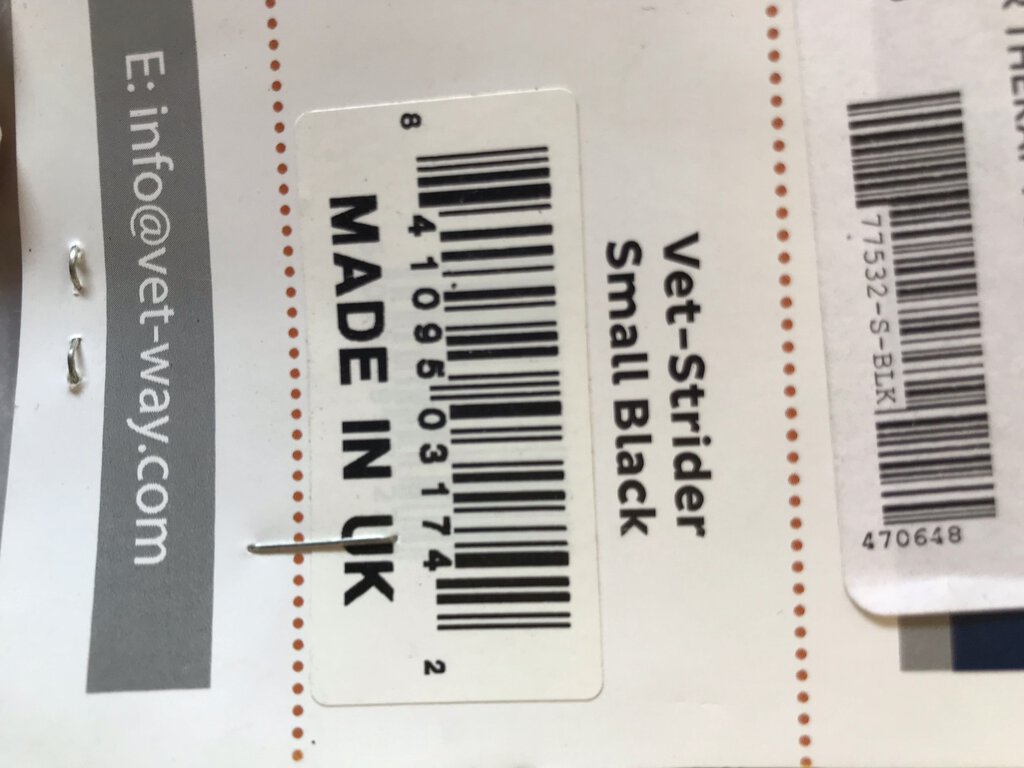 77532-S-BLK
470648
Vet-Strider
Small Black
8 41095 03174 2
MADE IN UK
E: info@vet-way.com